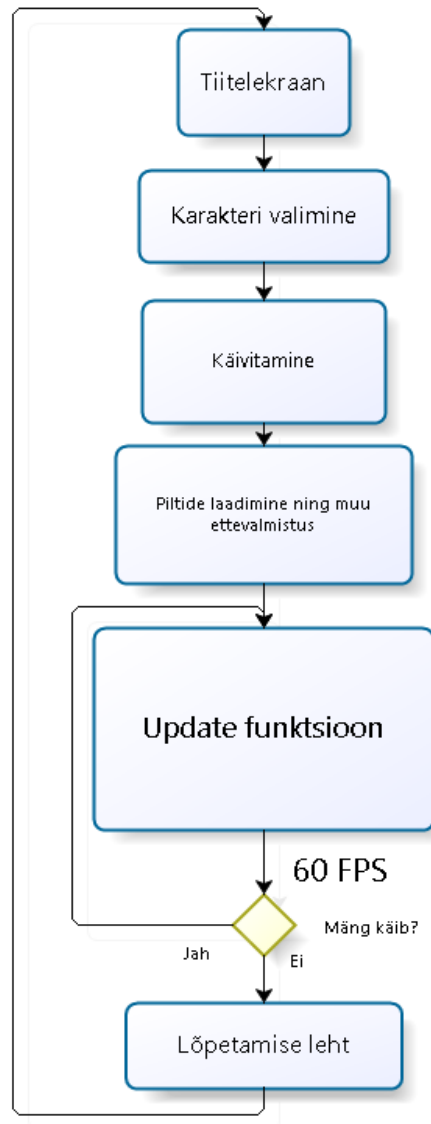 Tiitelekraan
Karakteri valimine
Käivitamine
Piltide laadimine ning muu
ettevalmistus
Update funktsioon
60 FPS
Mäng käib?
Jah
Ei
Lõpetamise leht